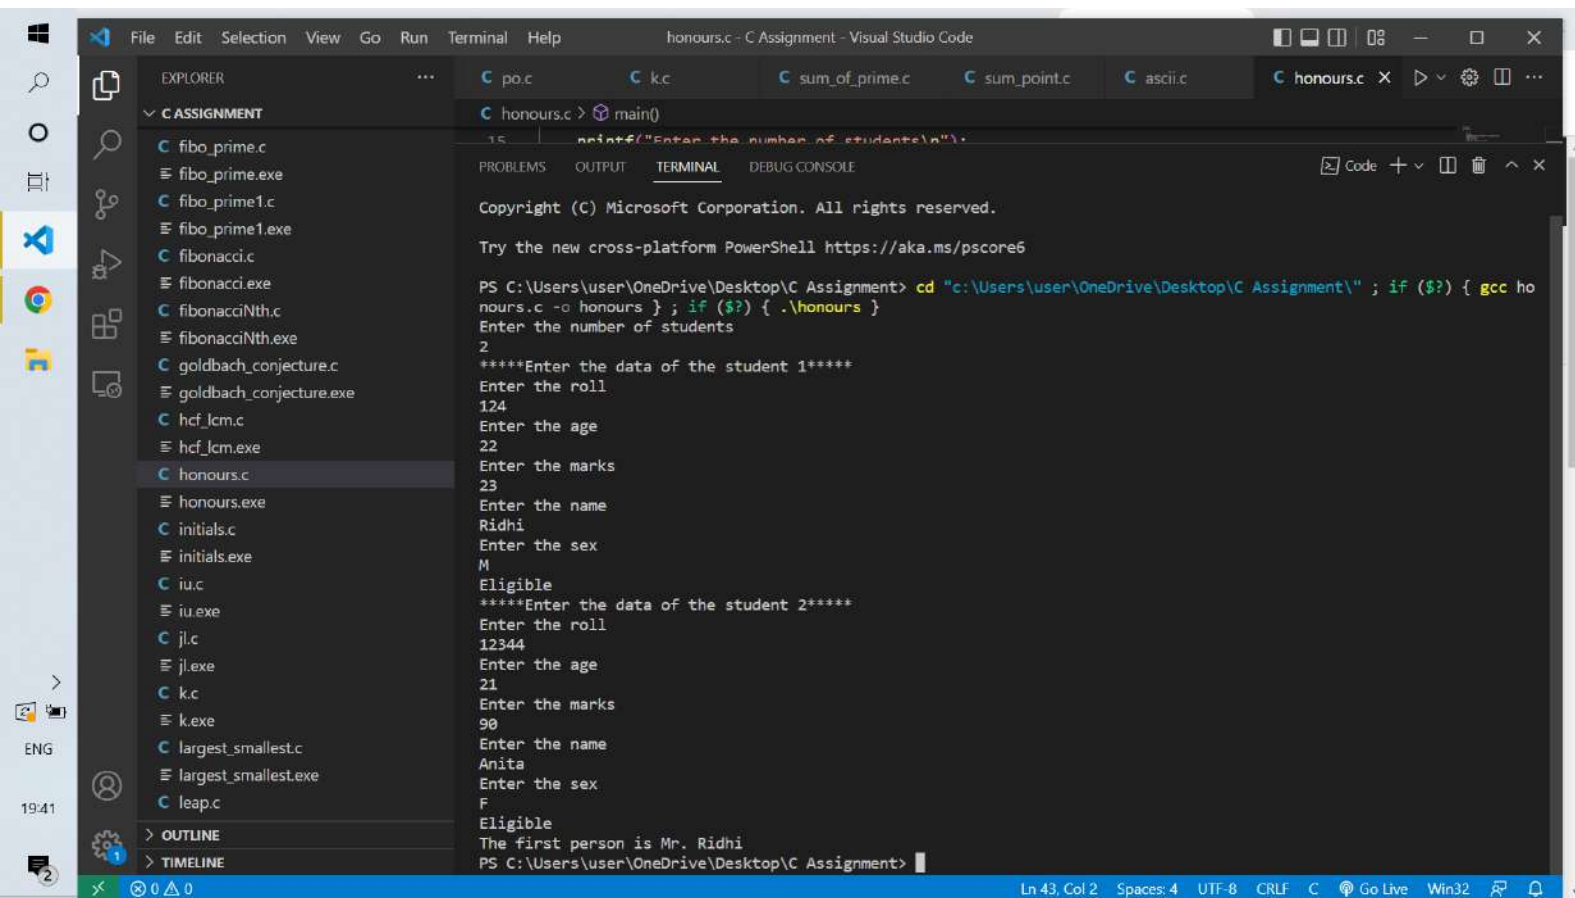 File Edit Selection View Go Run Terminal Help honours.c - C Assignment - Visual Studio Code
EXPLORER ...
po.c k.c sum_of_prime.c sum_point.c ascii.c honours.c
C ASSIGNMENT
honours.c > main()
15 printf("Enter the number of students\n");
fibo_prime.c
fibo_prime.exe
fibo_prime1.c
fibo_prime1.exe
fibonacci.c
fibonacci.exe
fibonacciNth.c
fibonacciNth.exe
goldbach_conjecture.c
goldbach_conjecture.exe
hcf_lcm.c
hcf_lcm.exe
honours.c
honours.exe
initials.c
initials.exe
iu.c
iu.exe
jl.c
jl.exe
k.c
k.exe
largest_smallest.c
largest_smallest.exe
leap.c
OUTLINE
TIMELINE
PROBLEMS OUTPUT TERMINAL DEBUG CONSOLE Code
Copyright (C) Microsoft Corporation. All rights reserved.
Try the new cross-platform PowerShell https://aka.ms/pscore6
PS C:\Users\user\OneDrive\Desktop\C Assignment> cd "c:\Users\user\OneDrive\Desktop\C Assignment\" ; if ($?) { gcc ho
nours.c -o honours } ; if ($?) { .\honours }
Enter the number of students
2
*****Enter the data of the student 1*****
Enter the roll
124
Enter the age
22
Enter the marks
23
Enter the name
Ridhi
Enter the sex
M
Eligible
*****Enter the data of the student 2*****
Enter the roll
12344
Enter the age
21
Enter the marks
90
Enter the name
Anita
Enter the sex
F
Eligible
The first person is Mr. Ridhi
PS C:\Users\user\OneDrive\Desktop\C Assignment>
ENG
19:41
2
1
0 0
Ln 43, Col 2 Spaces: 4 UTF-8 CRLF C Go Live Win32